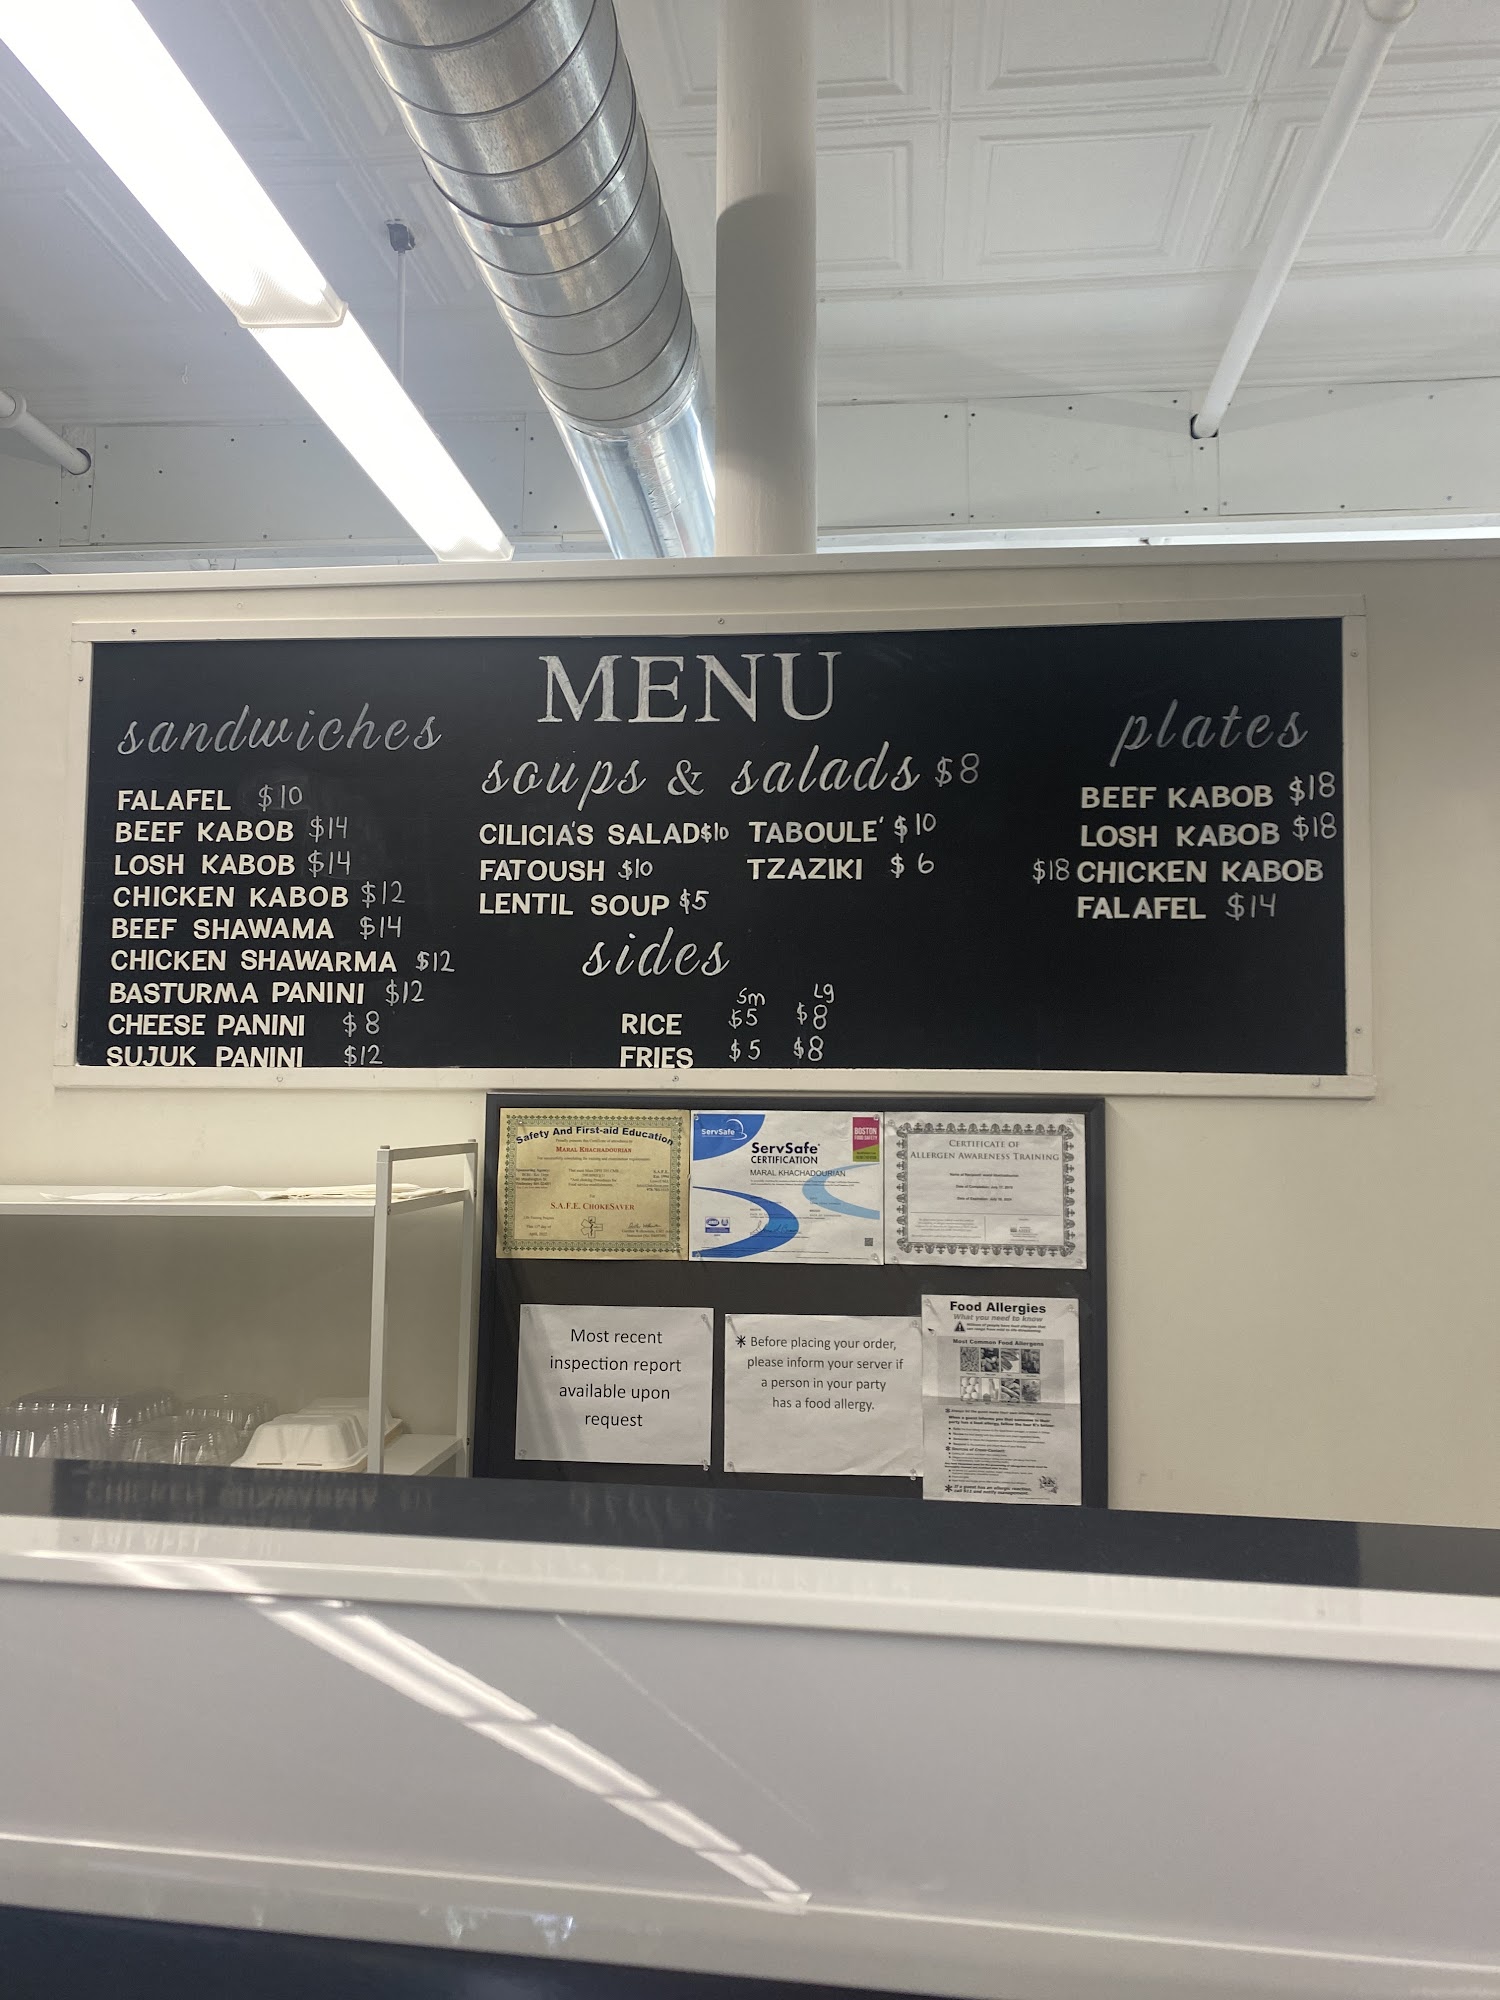 MENU
sandwiches
FALAFEL $10
BEEF KABOB $14
LOSH KABOB $14
CHICKEN KABOB $12
BEEF SHAWAMA $14
CHICKEN SHAWARMA $12
BASTURMA PANINI $12
CHEESE PANINI $8
SUJUK PANINI $12
soups & salads $8
CILICIA'S SALAD $10 TABOULE' $10
FATOUSH $10 TZAZIKI $6
LENTIL SOUP $5
sides
Sm Lg
RICE $5 $8
FRIES $5 $8
plates
BEEF KABOB $18
LOSH KABOB $18
$18 CHICKEN KABOB
FALAFEL $14
Safety And First-aid Education
MARAL KHACHADOURIAN
S.A.F.E. CHOKESAVER
ServSafe
ServSafe
CERTIFICATION
MARAL KHACHADOURIAN
BOSTON
CERTIFICATE OF
ALLERGEN AWARENESS TRAINING
Most recent
inspection report
available upon
request
* Before placing your order,
please inform your server if
a person in your party
has a food allergy.
Food Allergies
What you need to know
Most Common Food Allergens